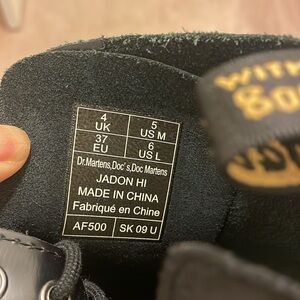 4 5
UK US M
37 6
EU US L
Dr.Martens,Doc's,Doc Martens
JADON HI
MADE IN CHINA
Fabriqué en Chine
AF500 SK 09 U
WITH